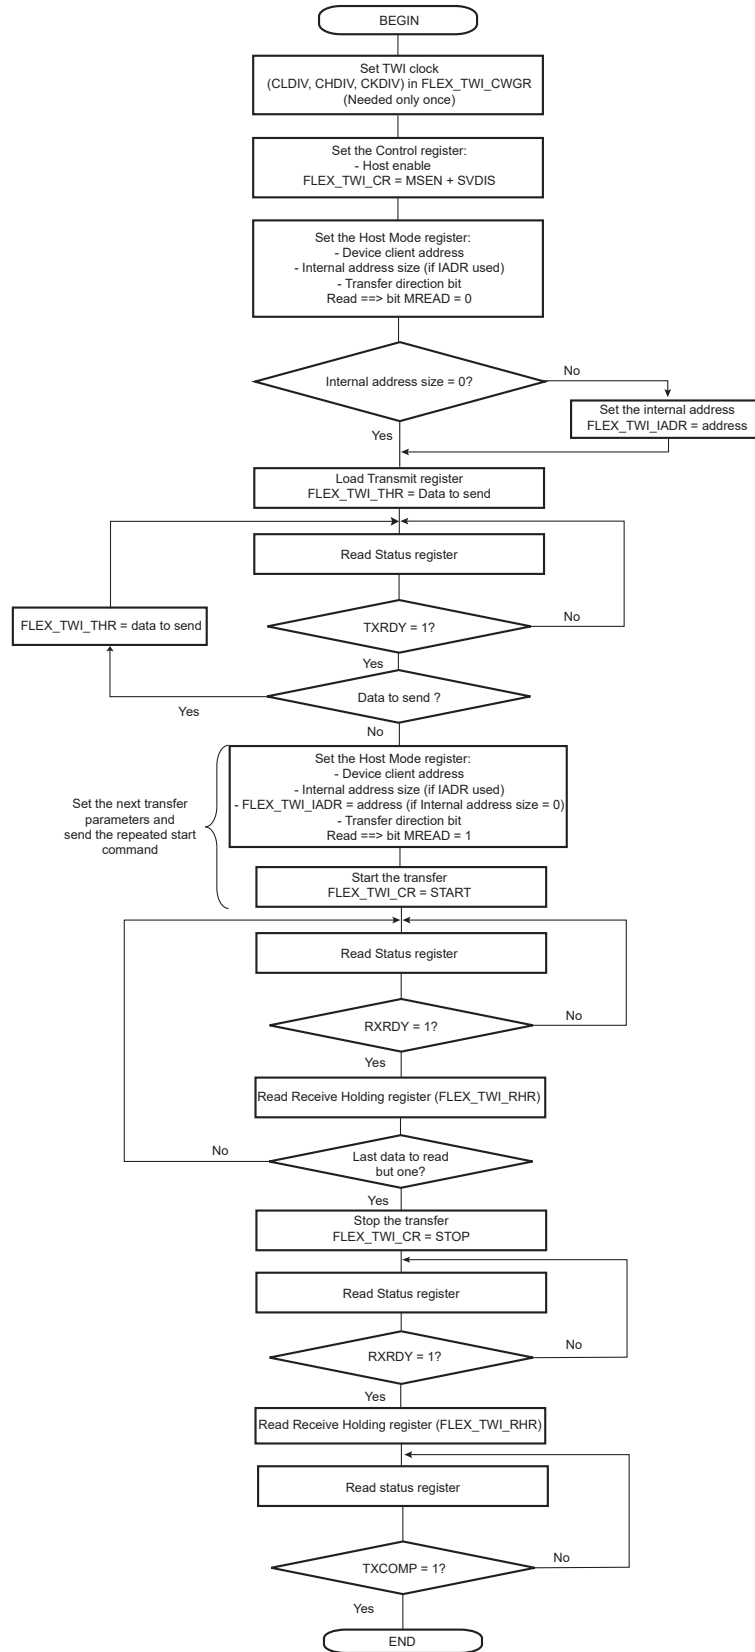 BEGIN
Set TWI clock
(CLDIV, CHDIV, CKDIV) in FLEX_TWI_CWGR
(Needed only once)
Set the Control register:
- Host enable
FLEX_TWI_CR = MSEN + SVDIS
Set the Host Mode register:
- Device client address
- Internal address size (if IADR used)
- Transfer direction bit
Read ==> bit MREAD = 0
Internal address size = 0?
No
Set the internal address
FLEX_TWI_IADR = address
Yes
Load Transmit register
FLEX_TWI_THR = Data to send
Read Status register
TXRDY = 1?
No
FLEX_TWI_THR = data to send
Yes
Data to send ?
Yes
No
Set the Host Mode register:
- Device client address
- Internal address size (if IADR used)
- FLEX_TWI_IADR = address (if Internal address size = 0)
- Transfer direction bit
Read ==> bit MREAD = 1
Set the next transfer
parameters and
send the repeated start
command
Start the transfer
FLEX_TWI_CR = START
Read Status register
RXRDY = 1?
No
Yes
Read Receive Holding register (FLEX_TWI_RHR)
No
Last data to read
but one?
Yes
Stop the transfer
FLEX_TWI_CR = STOP
Read Status register
RXRDY = 1?
No
Yes
Read Receive Holding register (FLEX_TWI_RHR)
Read status register
TXCOMP = 1?
No
Yes
END